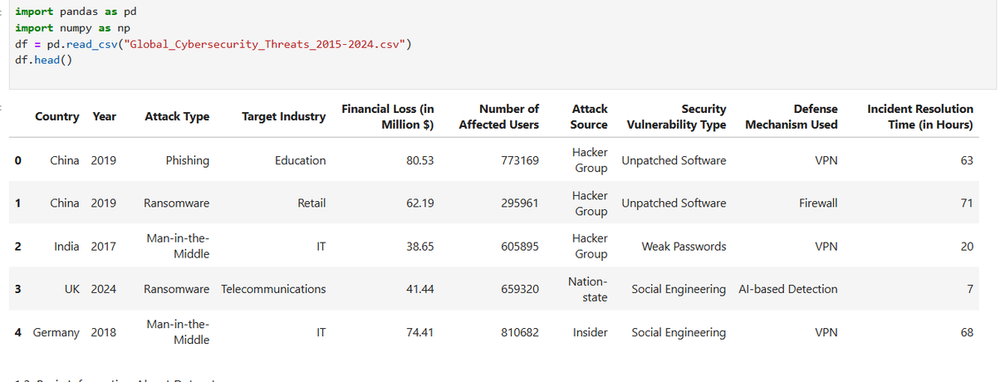 import pandas as pd
import numpy as np
df = pd.read_csv("Global_Cybersecurity_Threats_2015-2024.csv")
df.head()
Country Year Attack Type Target Industry Financial Loss (in Million $) Number of Affected Users Attack Source Security Vulnerability Type Defense Mechanism Used Incident Resolution Time (in Hours)
0 China 2019 Phishing Education 80.53 773169 Hacker Group Unpatched Software VPN 63
1 China 2019 Ransomware Retail 62.19 295961 Hacker Group Unpatched Software Firewall 71
2 India 2017 Man-in-the-Middle IT 38.65 605895 Hacker Group Weak Passwords VPN 20
3 UK 2024 Ransomware Telecommunications 41.44 659320 Nation-state Social Engineering AI-based Detection 7
4 Germany 2018 Man-in-the-Middle IT 74.41 810682 Insider Social Engineering VPN 68